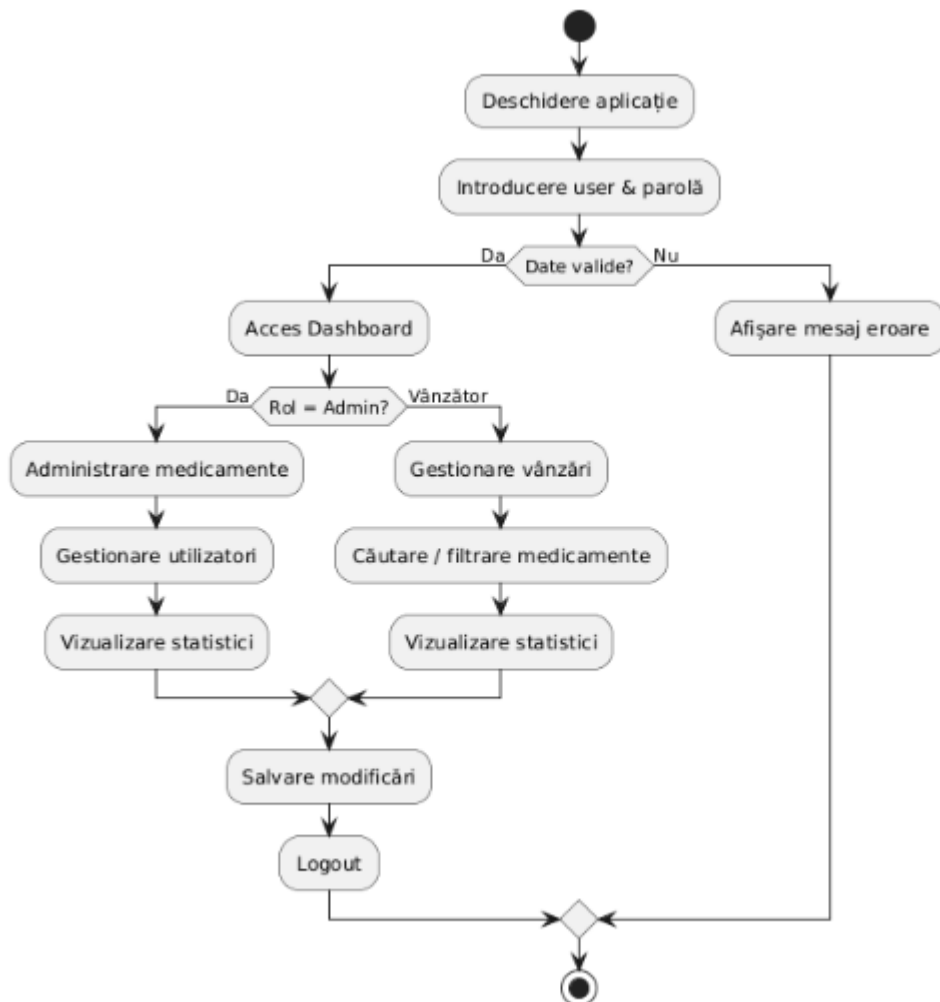 Deschidere aplicație
Introducere user & parolă
Da
Date valide?
Nu
Acces Dashboard
Afișare mesaj eroare
Da
Rol = Admin?
Vânzător
Administrare medicamente
Gestionare vânzări
Gestionare utilizatori
Căutare / filtrare medicamente
Vizualizare statistici
Vizualizare statistici
Salvare modificări
Logout